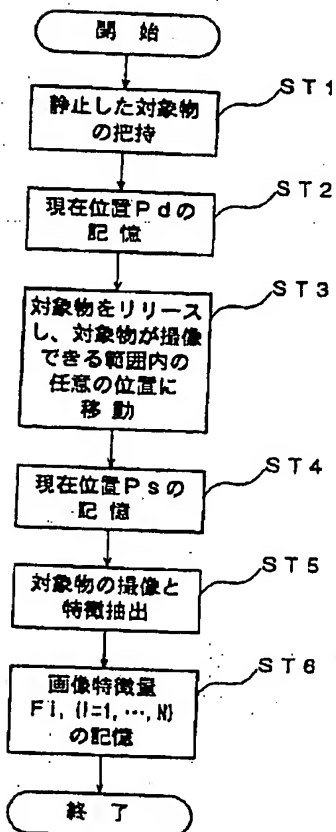 開 始
ST1
静止した対象物
の把持
ST2
現在位置Pdの
記 憶
ST3
対象物をリリース
し、対象物が撮像
できる範囲内の
任意の位置に
移 動
ST4
現在位置Psの
記 憶
ST5
対象物の撮像と
特徴抽出
ST6
画像特徴量
Fi, (i=1, …, N)
の記憶
終 了